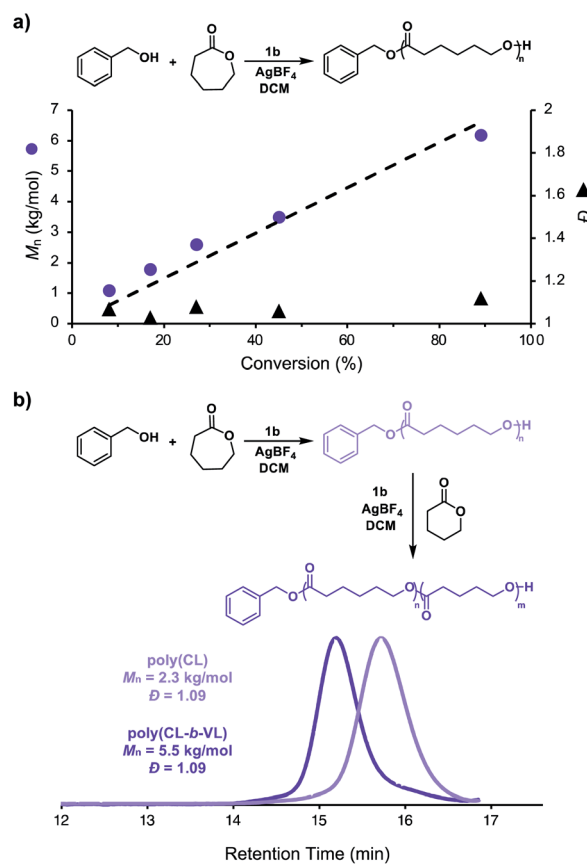 a)
OH
+
O
O
1b
AgBF4
DCM
O
O
O
H
n
7
6
5
4
3
2
1
0
Mn (kg/mol)
2
1.8
1.6
1.4
1.2
1
Đ
0
20
40
60
80
100
Conversion (%)
b)
OH
+
O
O
1b
AgBF4
DCM
O
O
O
H
n
1b
AgBF4
DCM
O
O
O
O
O
n
O
O
H
m
poly(CL)
Mn = 2.3 kg/mol
Đ = 1.09
poly(CL-b-VL)
Mn = 5.5 kg/mol
Đ = 1.09
12
13
14
15
16
17
Retention Time (min)